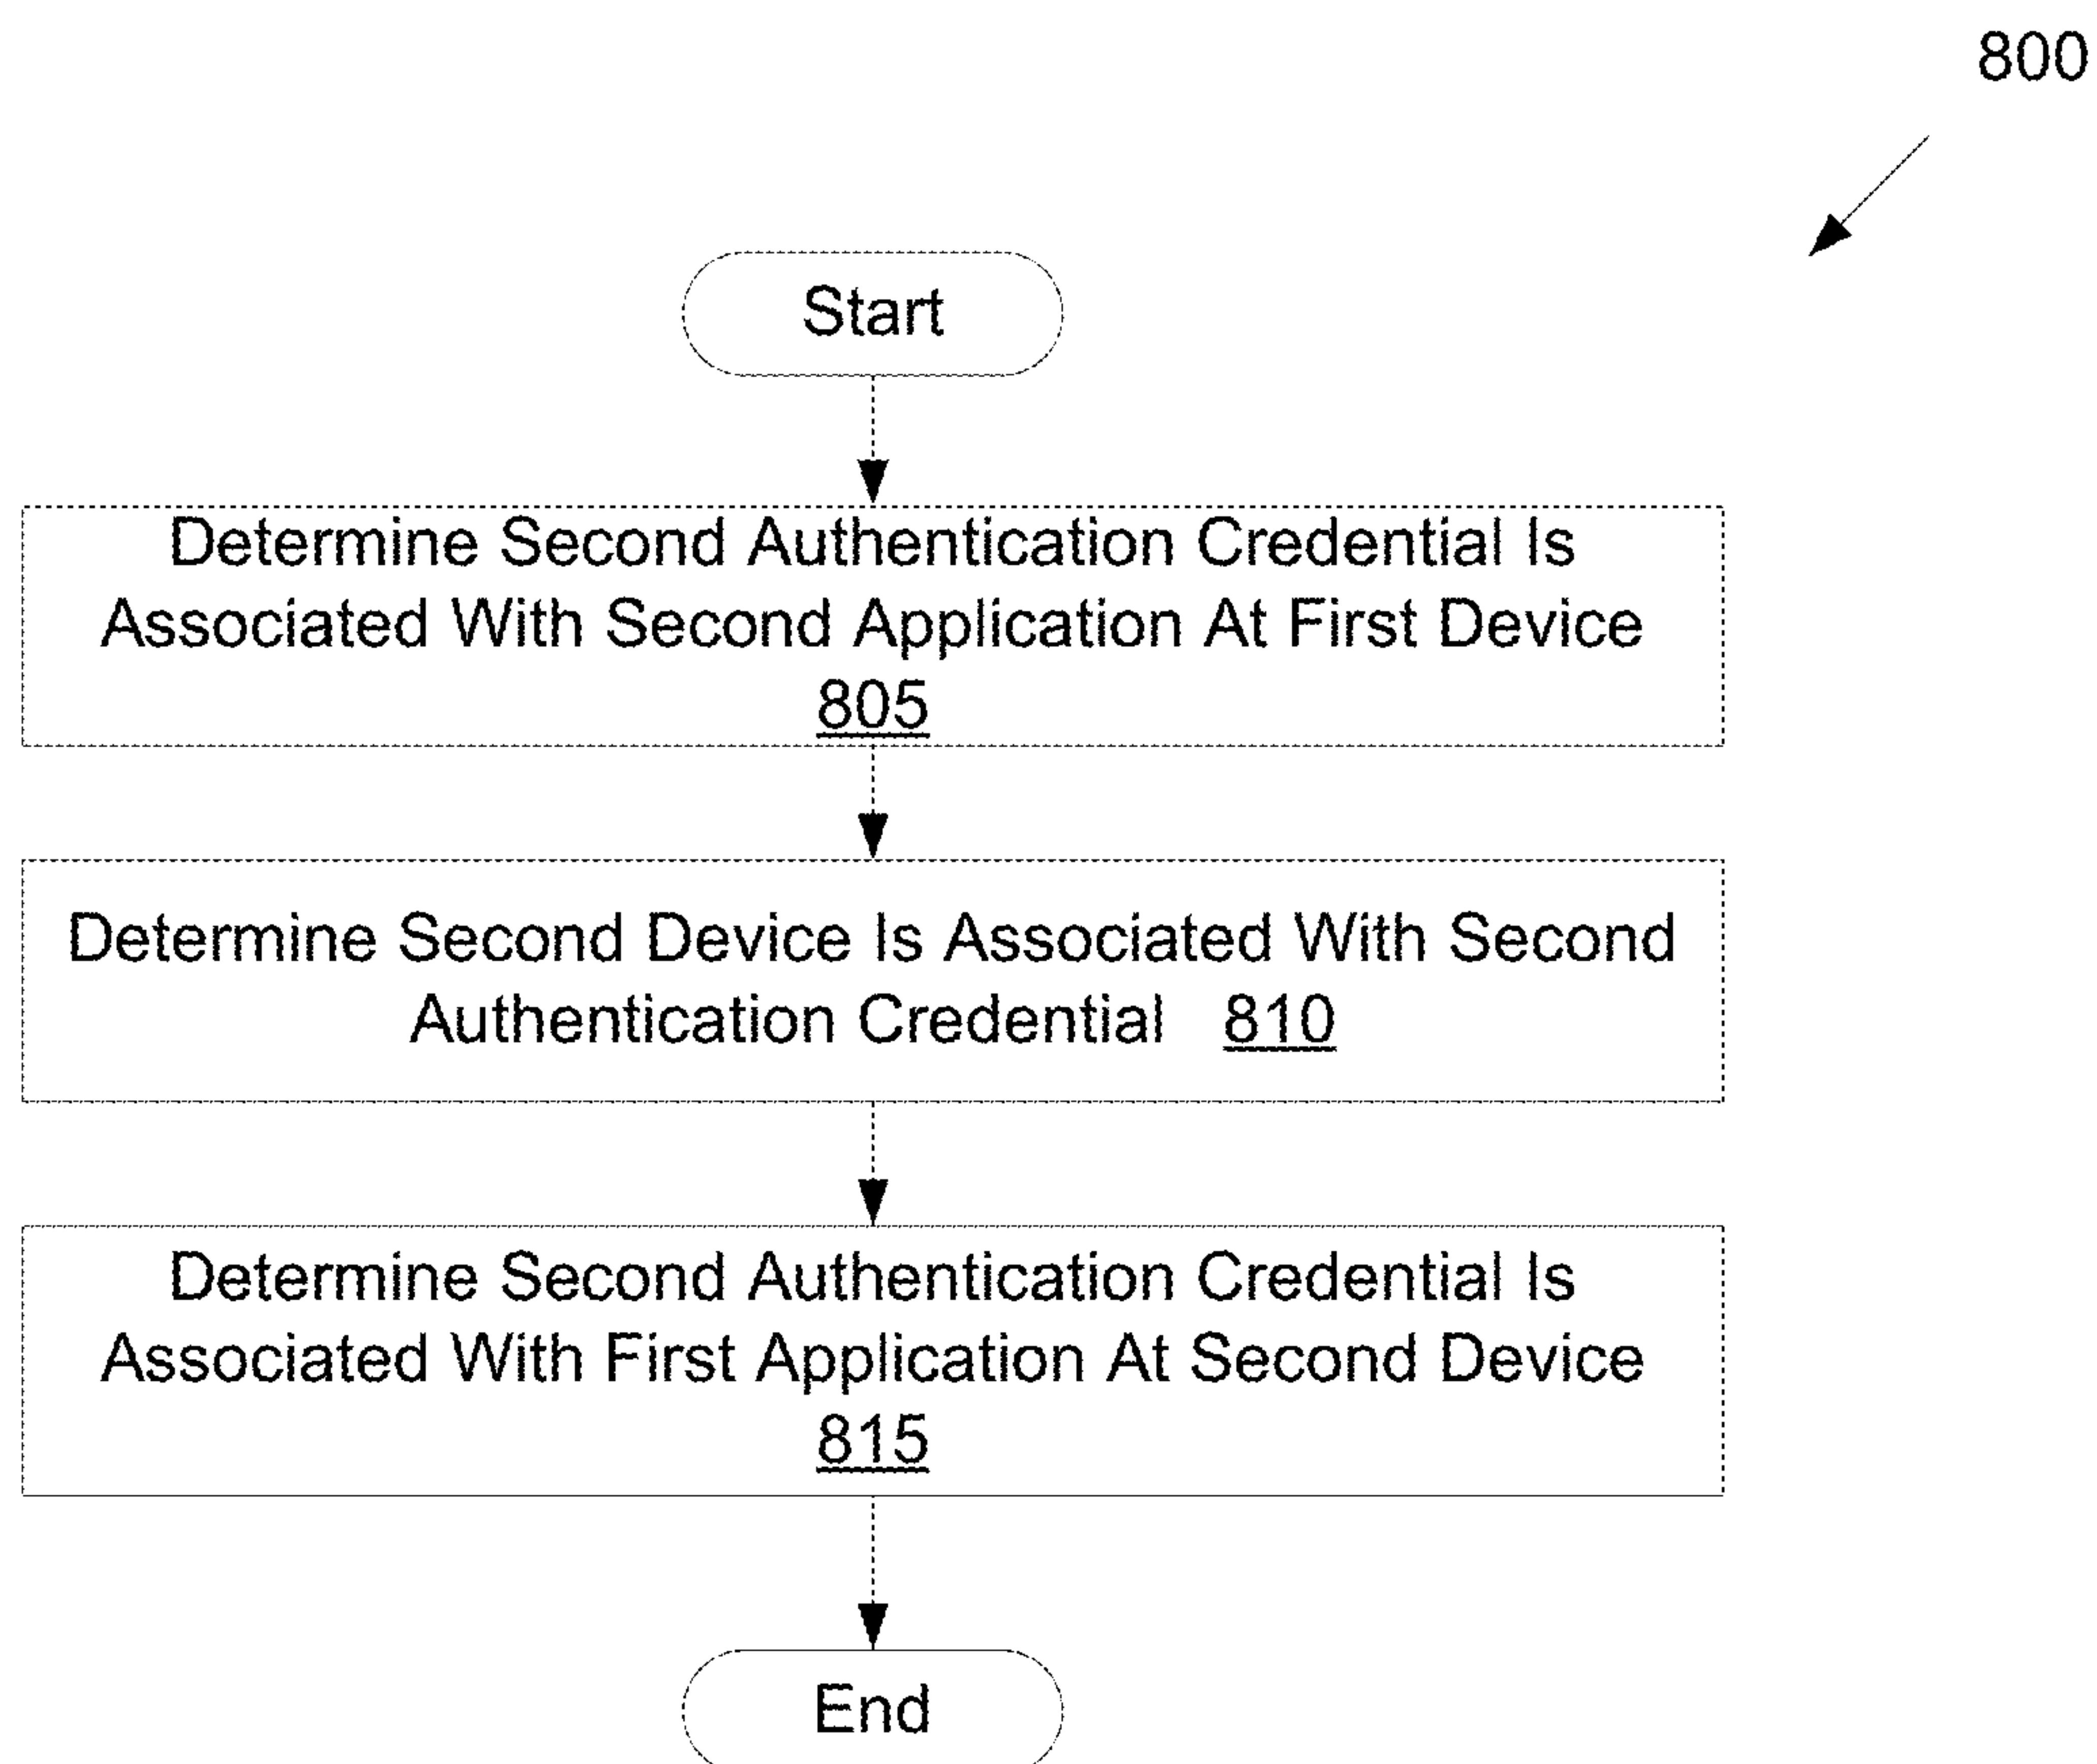 800
Start
Determine Second Authentication Credential Is
Associated With Second Application At First Device
805
Determine Second Device Is Associated With Second
Authentication Credential 810
Determine Second Authentication Credential Is
Associated With First Application At Second Device
815
End